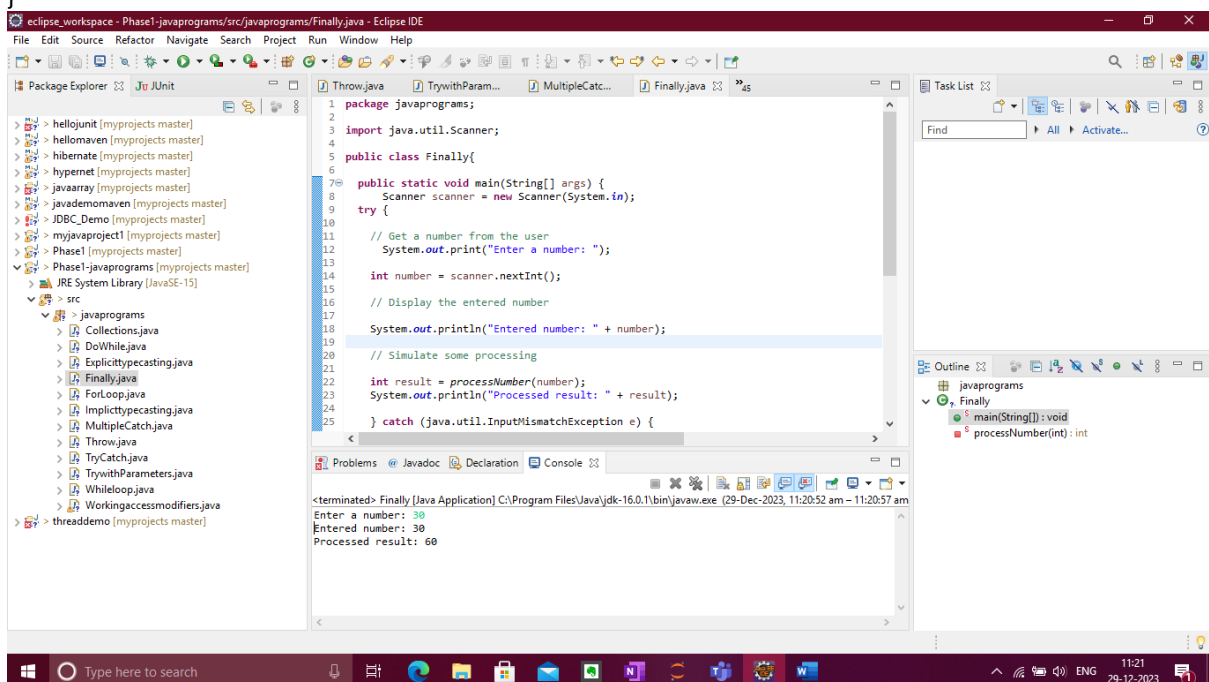 }
eclipse_workspace - Phase1-javaprograms/src/javaprograms/Finally.java - Eclipse IDE
File Edit Source Refactor Navigate Search Project Run Window Help
Package Explorer
JUnit
> hellojunit [myprojects master]
> hellomaven [myprojects master]
> hibernate [myprojects master]
> hypernet [myprojects master]
> javaarray [myprojects master]
> javademomaven [myprojects master]
> JDBC_Demo [myprojects master]
> myjavaproject1 [myprojects master]
> Phase1 [myprojects master]
> Phase1-javaprograms [myprojects master]
JRE System Library [JavaSE-15]
> src
> javaprograms
Collections.java
DoWhile.java
Explicittypecasting.java
Finally.java
ForLoop.java
Implicttypecasting.java
MultipleCatch.java
Throw.java
TryCatch.java
TrywithParameters.java
Whileloop.java
Workingaccessmodifiers.java
> threaddemo [myprojects master]
Throw.java TrywithParam... MultipleCatc... Finally.java »45
1 package javaprograms;
2
3 import java.util.Scanner;
4
5 public class Finally{
6
7 public static void main(String[] args) {
8 Scanner scanner = new Scanner(System.in);
9 try {
10
11 // Get a number from the user
12 System.out.print("Enter a number: ");
13
14 int number = scanner.nextInt();
15
16 // Display the entered number
17
18 System.out.println("Entered number: " + number);
19
20 // Simulate some processing
21
22 int result = processNumber(number);
23 System.out.println("Processed result: " + result);
24
25 } catch (java.util.InputMismatchException e) {
Problems @ Javadoc Declaration Console
<terminated> Finally [Java Application] C:\Program Files\Java\jdk-16.0.1\bin\javaw.exe (29-Dec-2023, 11:20:52 am – 11:20:57 am
Enter a number: 30
Entered number: 30
Processed result: 60
Task List
Find All Activate...
Outline
javaprograms
Finally
main(String[]) : void
processNumber(int) : int
Type here to search
ENG
11:21
29-12-2023